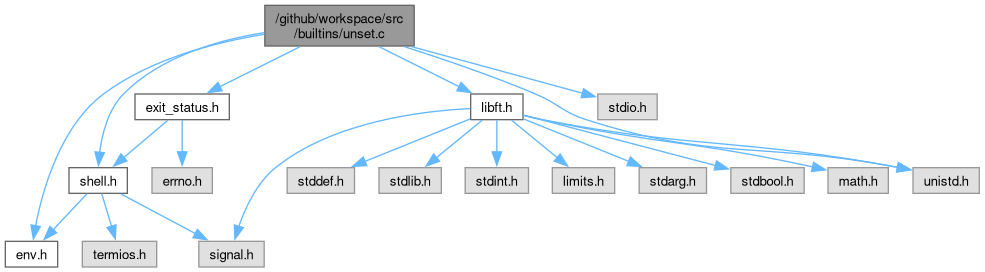 /github/workspace/src
/builtins/unset.c
exit_status.h
libft.h
stdio.h
shell.h
errno.h
stddef.h
stdlib.h
stdint.h
limits.h
stdarg.h
stdbool.h
math.h
unistd.h
env.h
termios.h
signal.h